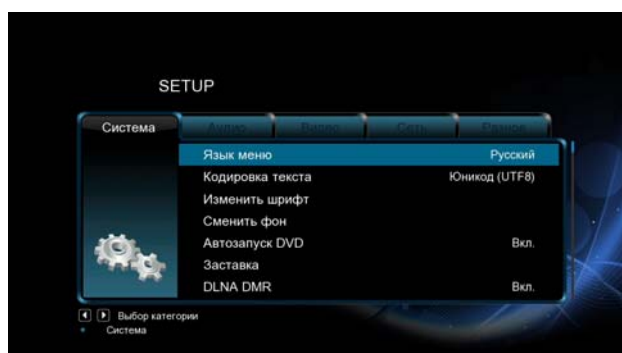 SETUP
Система Аудио Видео Сеть Разное
Язык меню Русский
Кодировка текста Юникод (UTF8)
Изменить шрифт
Сменить фон
Автозапуск DVD Вкл.
Заставка
DLNA DMR Вкл.
Выбор категории
Система